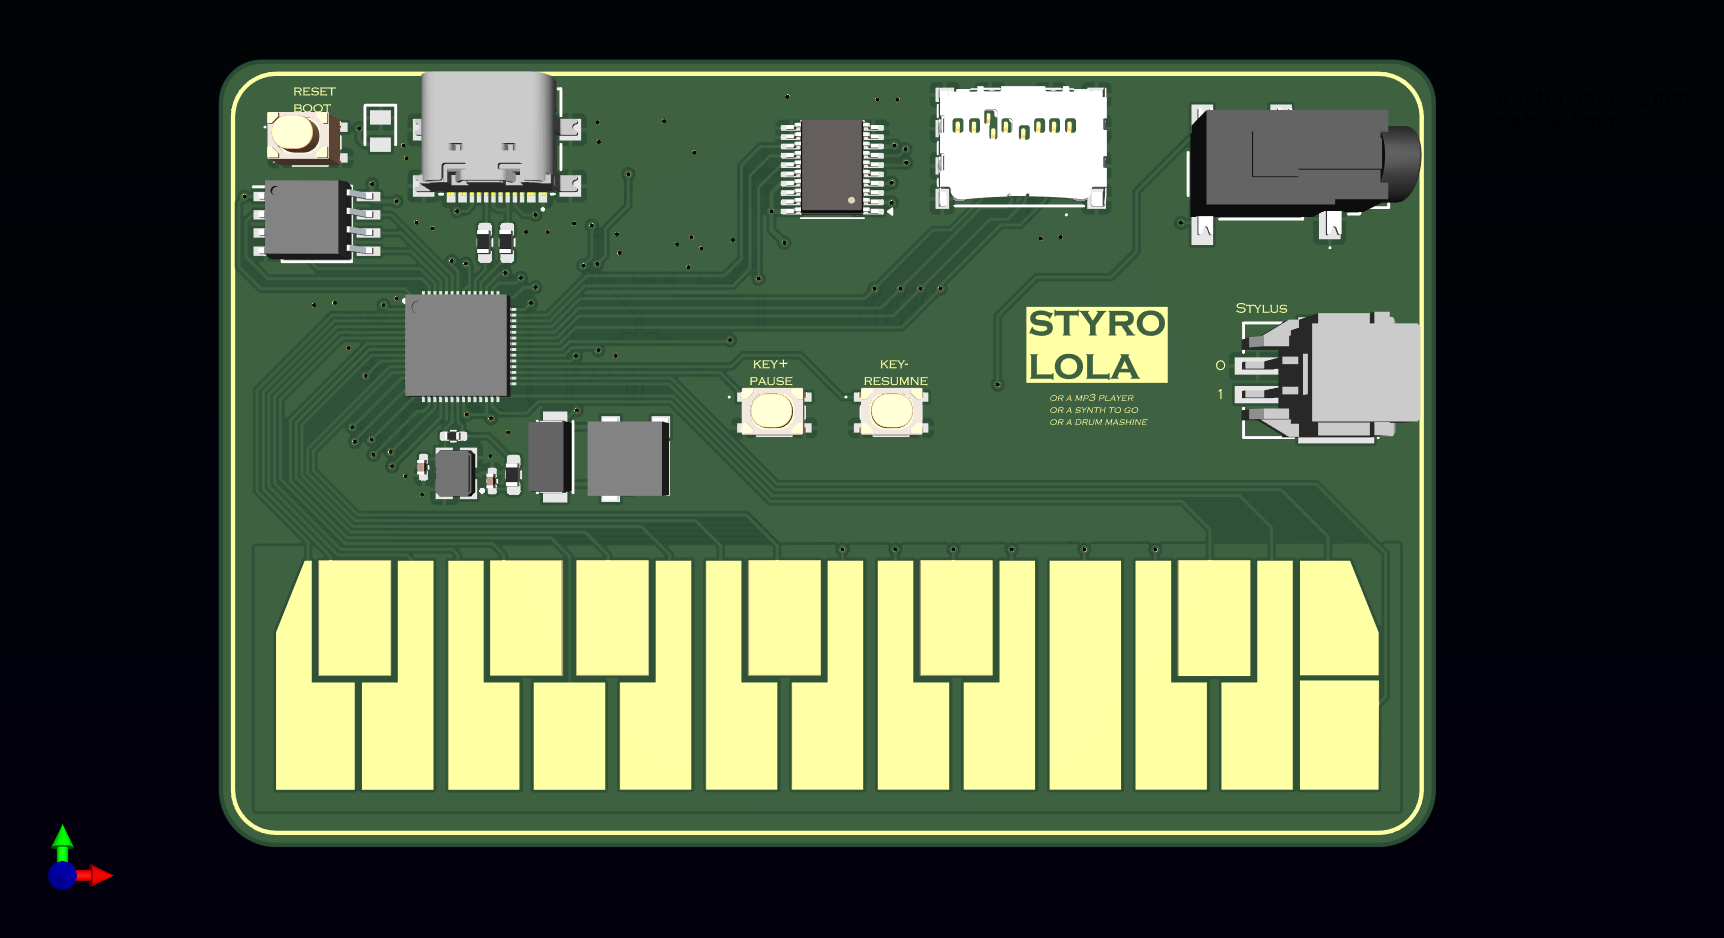 RESET
BOOT
STYRO
LOLA
OR A MP3 PLAYER
OR A SYNTH TO GO
OR A DRUM MASHINE
STYLUS
0
1
KEY+
PAUSE
KEY-
RESUMNE